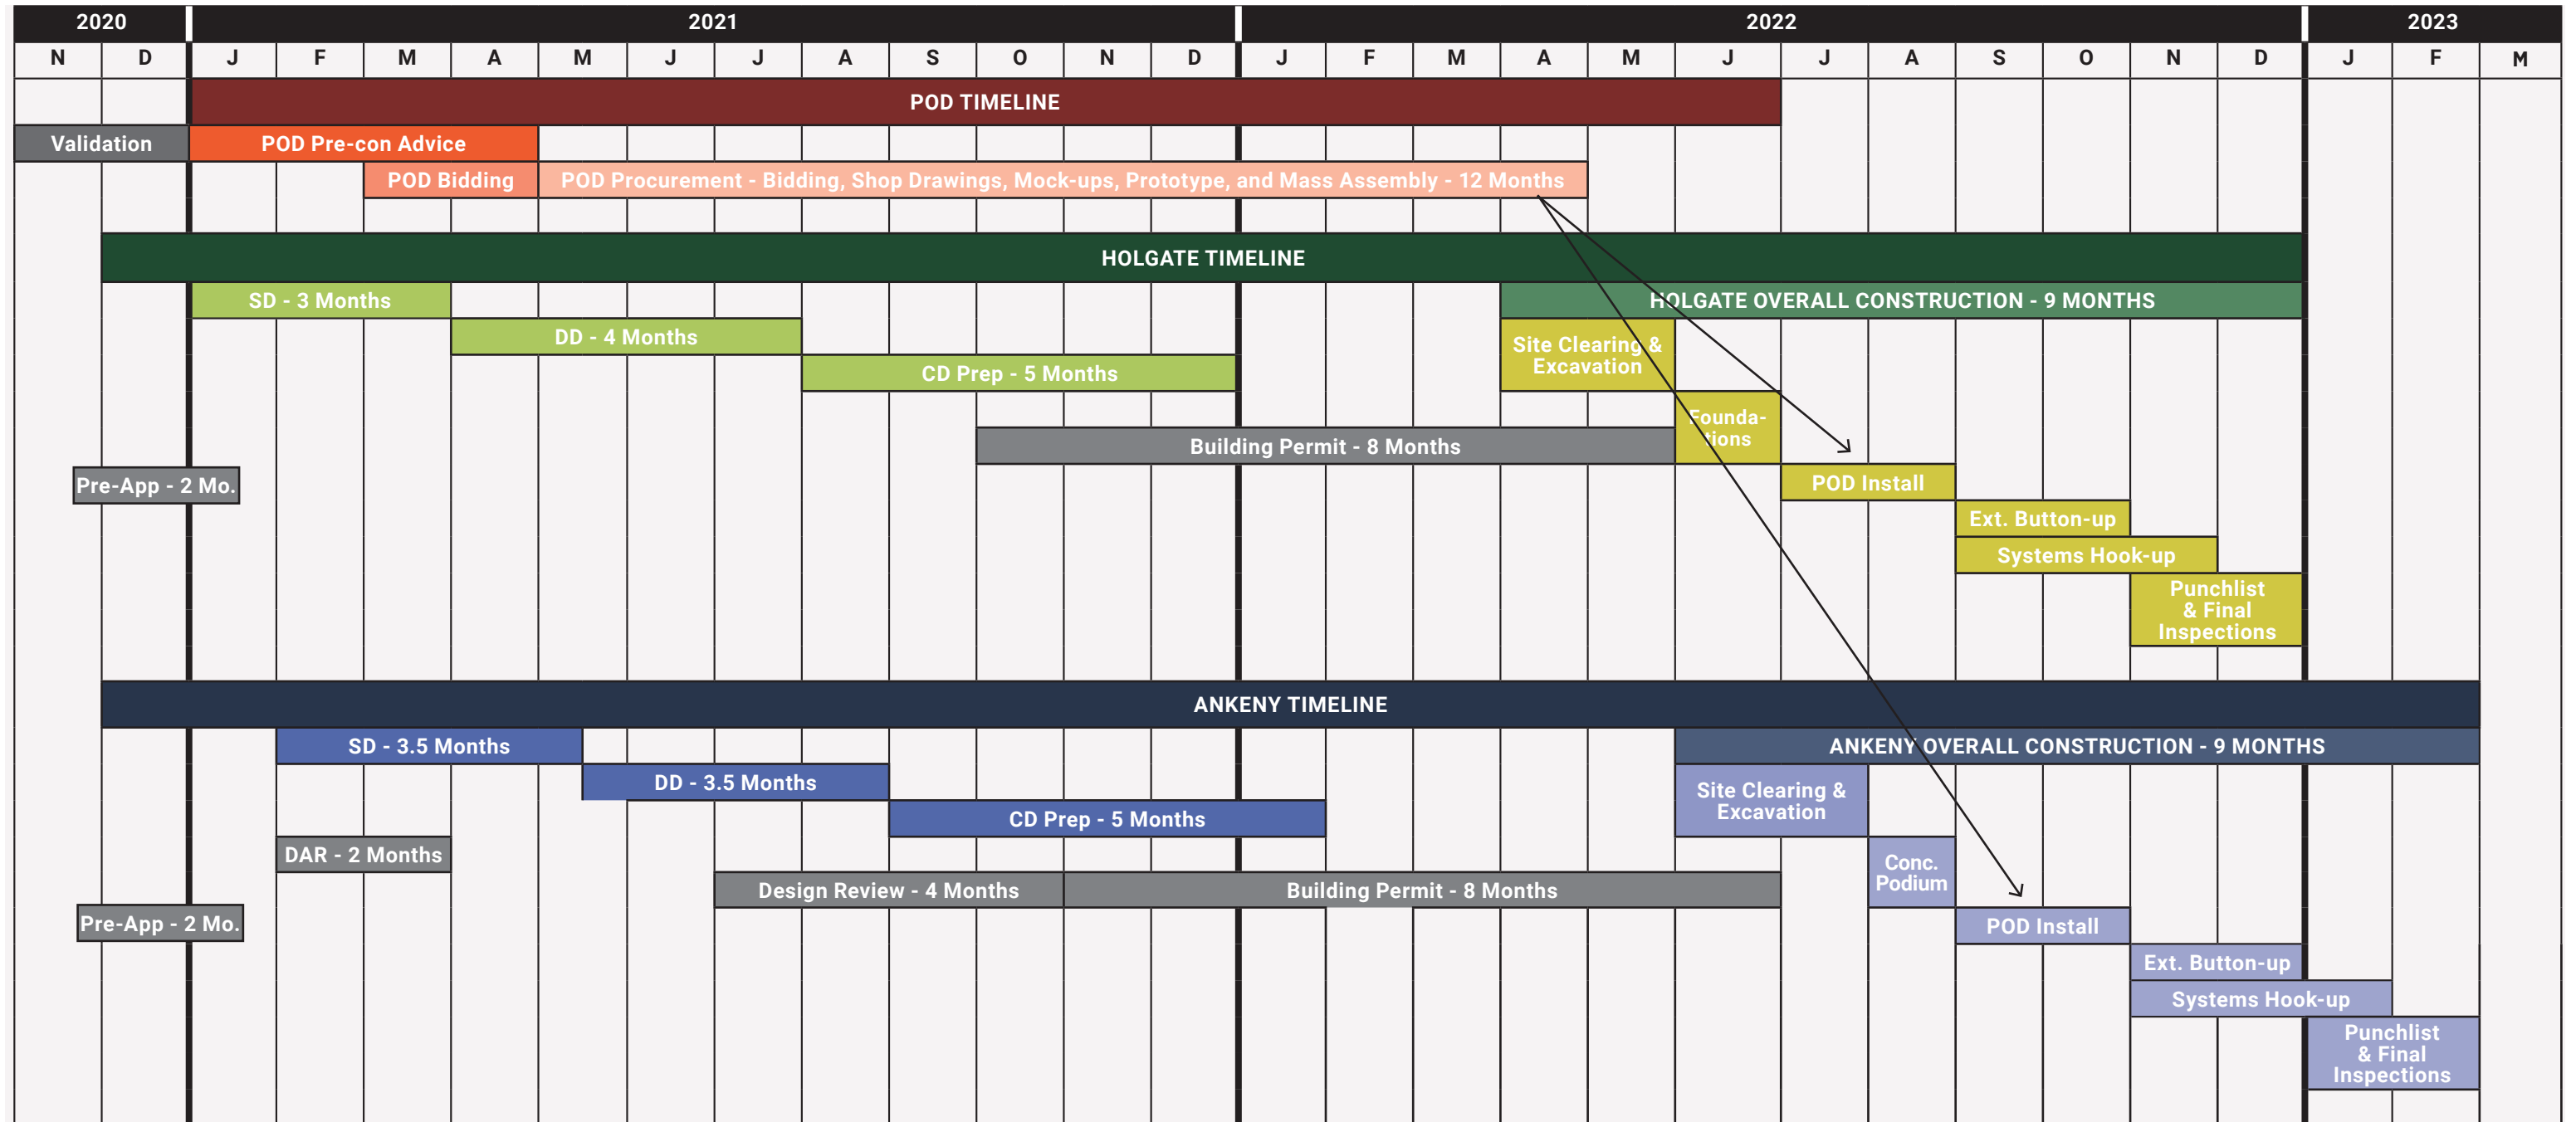 2020 2021 2022 2023
N D J F M A M J J A S O N D J F M A M J J A S O N D J F M
POD TIMELINE
Validation POD Pre-con Advice
POD Bidding POD Procurement - Bidding, Shop Drawings, Mock-ups, Prototype, and Mass Assembly - 12 Months
HOLGATE TIMELINE
SD - 3 Months HOLGATE OVERALL CONSTRUCTION - 9 MONTHS
DD - 4 Months
Site Clearing &
Excavation
CD Prep - 5 Months
Founda-
tions
Building Permit - 8 Months
Pre-App - 2 Mo. POD Install
Ext. Button-up
Systems Hook-up
Punchlist
& Final
Inspections
ANKENY TIMELINE
SD - 3.5 Months ANKENY OVERALL CONSTRUCTION - 9 MONTHS
DD - 3.5 Months
Site Clearing &
Excavation
CD Prep - 5 Months
DAR - 2 Months
Conc.
Podium
Design Review - 4 Months Building Permit - 8 Months
Pre-App - 2 Mo. POD Install
Ext. Button-up
Systems Hook-up
Punchlist
& Final
Inspections